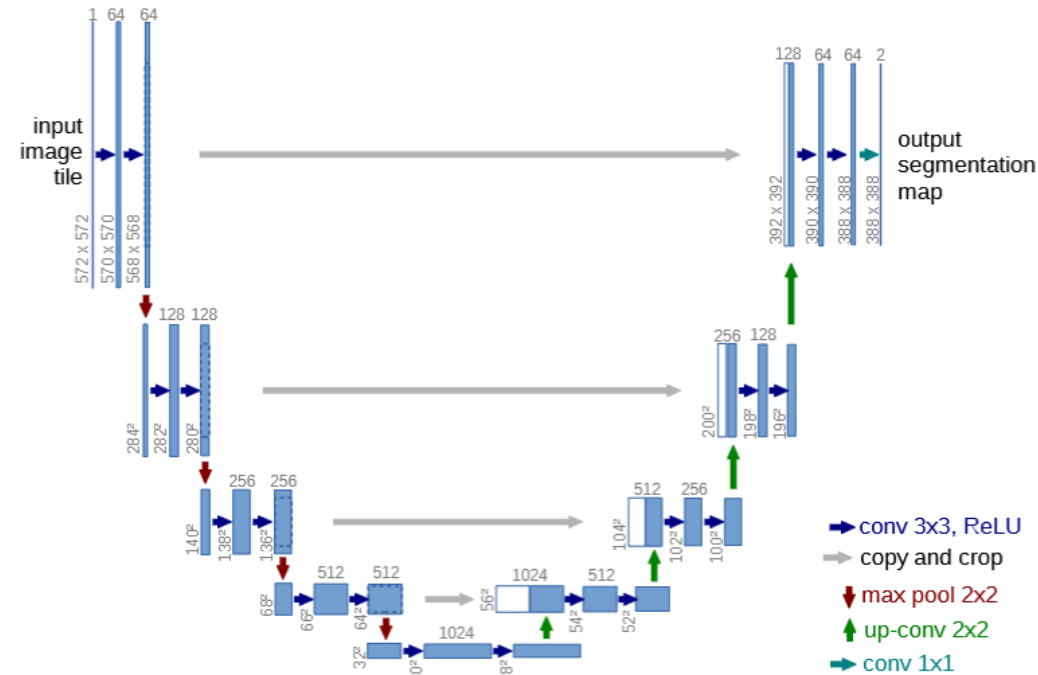 1 64 64
input
image
tile
572 x 572
570 x 570
568 x 568
128 64 64 2
output
segmentation
map
392 x 392
390 x 390
388 x 388
388 x 388
128 128
284²
282²
280²
256 128
200²
198²
196²
256 256
140²
138²
136²
512 256
104²
102²
100²
512 512
68²
66²
64²
1024 512
56²
54²
52²
1024
32²
0²
8²
conv 3x3, ReLU
copy and crop
max pool 2x2
up-conv 2x2
conv 1x1